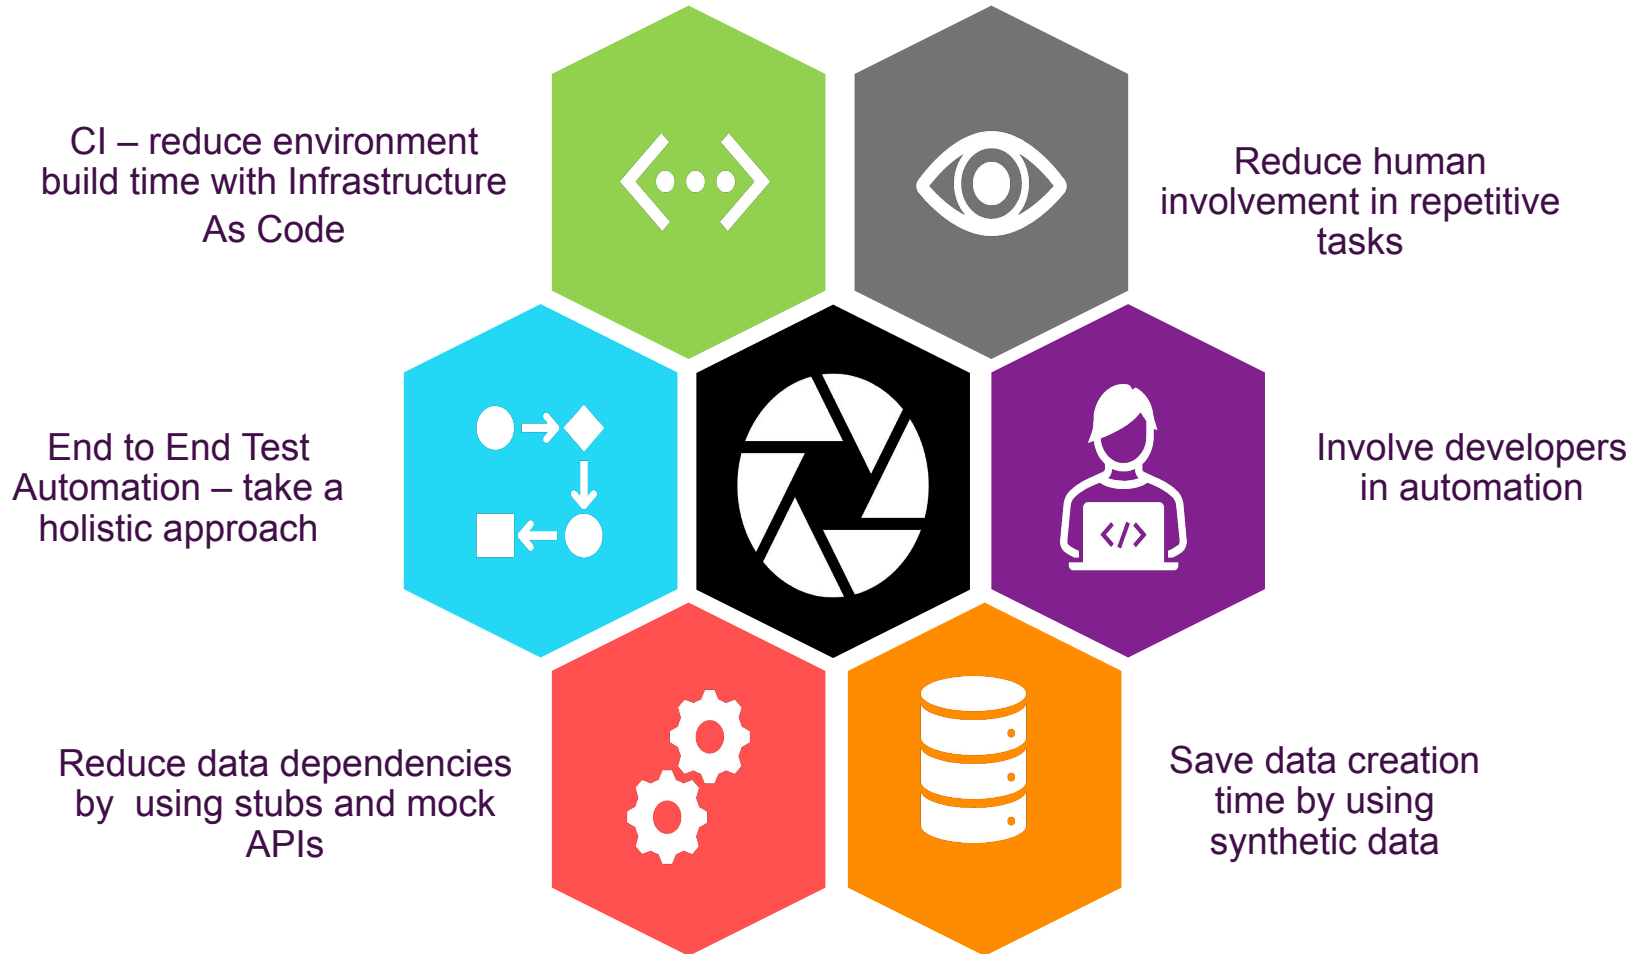 CI – reduce environment
build time with Infrastructure
As Code
Reduce human
involvement in repetitive
tasks
End to End Test
Automation – take a
holistic approach
Involve developers
in automation
Reduce data dependencies
by  using stubs and mock
APIs
Save data creation
time by using
synthetic data